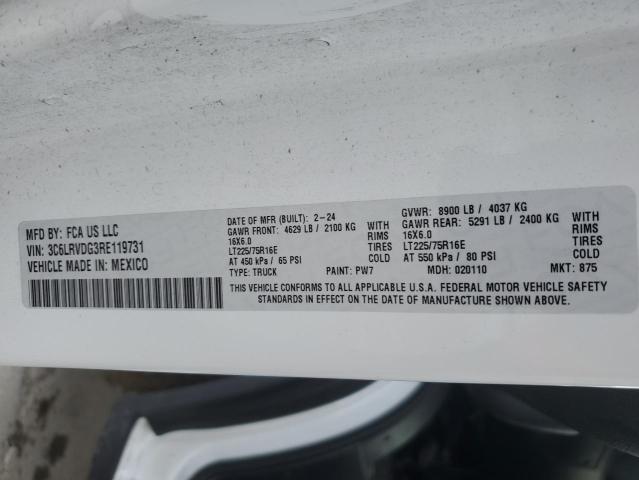 MFD BY: FCA US LLC
VIN: 3C6LRVDG3RE119731
VEHICLE MADE IN: MEXICO
DATE OF MFR (BUILT): 2-24
GAWR FRONT: 4629 LB / 2100 KG
16X6.0 RIMS
LT225/75R16E TIRES
AT 450 kPa / 65 PSI COLD
TYPE: TRUCK PAINT: PW7
GVWR: 8900 LB / 4037 KG
GAWR REAR: 5291 LB / 2400 KG
16X6.0 RIMS
LT225/75R16E TIRES
AT 550 kPa / 80 PSI COLD
MDH: 020110 MKT: 875
THIS VEHICLE CONFORMS TO ALL APPLICABLE U.S.A. FEDERAL MOTOR VEHICLE SAFETY
STANDARDS IN EFFECT ON THE DATE OF MANUFACTURE SHOWN ABOVE.